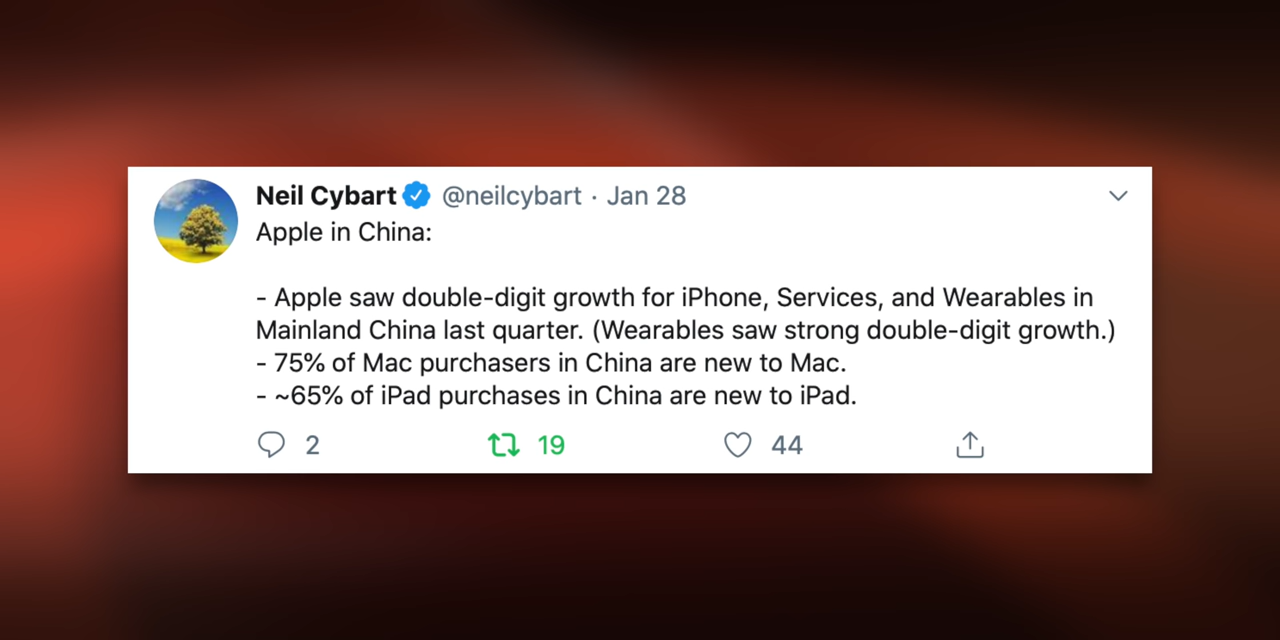 Neil Cybart @neilcybart · Jan 28
Apple in China:
- Apple saw double-digit growth for iPhone, Services, and Wearables in
Mainland China last quarter. (Wearables saw strong double-digit growth.)
- 75% of Mac purchasers in China are new to Mac.
- ~65% of iPad purchases in China are new to iPad.
2 19 44